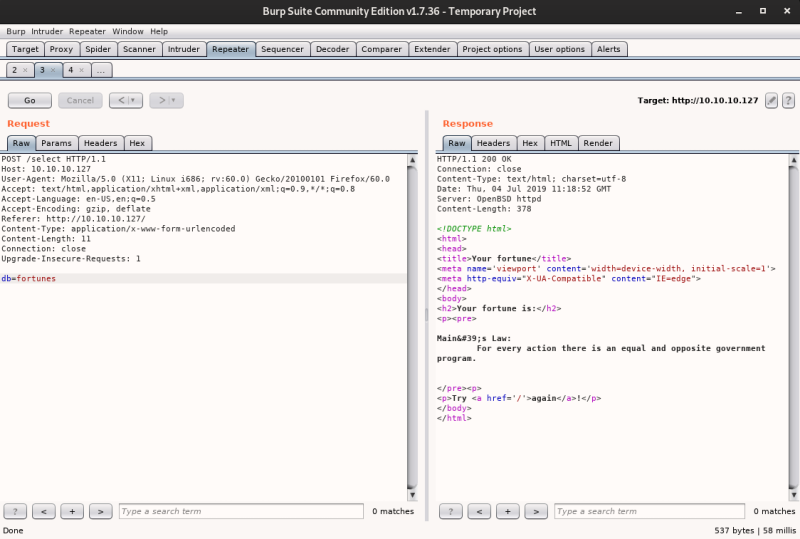 Burp Suite Community Edition v1.7.36 - Temporary Project
Burp Intruder Repeater Window Help
Target Proxy Spider Scanner Intruder Repeater Sequencer Decoder Comparer Extender Project options User options Alerts
2 × 3 × 4 × ...
Go Cancel < | ▾ > | ▾ Target: http://10.10.10.127 ?
Request
Raw Params Headers Hex
POST /select HTTP/1.1
Host: 10.10.10.127
User-Agent: Mozilla/5.0 (X11; Linux i686; rv:60.0) Gecko/20100101 Firefox/60.0
Accept: text/html,application/xhtml+xml,application/xml;q=0.9,*/*;q=0.8
Accept-Language: en-US,en;q=0.5
Accept-Encoding: gzip, deflate
Referer: http://10.10.10.127/
Content-Type: application/x-www-form-urlencoded
Content-Length: 11
Connection: close
Upgrade-Insecure-Requests: 1
db=fortunes
? < + > Type a search term 0 matches
Response
Raw Headers Hex HTML Render
HTTP/1.1 200 OK
Connection: close
Content-Type: text/html; charset=utf-8
Date: Thu, 04 Jul 2019 11:18:52 GMT
Server: OpenBSD httpd
Content-Length: 378
<!DOCTYPE html>
<html>
<head>
<title>Your fortune</title>
<meta name='viewport' content='width=device-width, initial-scale=1'>
<meta http-equiv="X-UA-Compatible" content="IE=edge">
</head>
<body>
<h2>Your fortune is:</h2>
<p><pre>
Main&#39;s Law:
For every action there is an equal and opposite government
program.
</pre><p>
<p>Try <a href='/'>again</a>!</p>
</body>
</html>
? < + > Type a search term 0 matches
Done 537 bytes | 58 millis